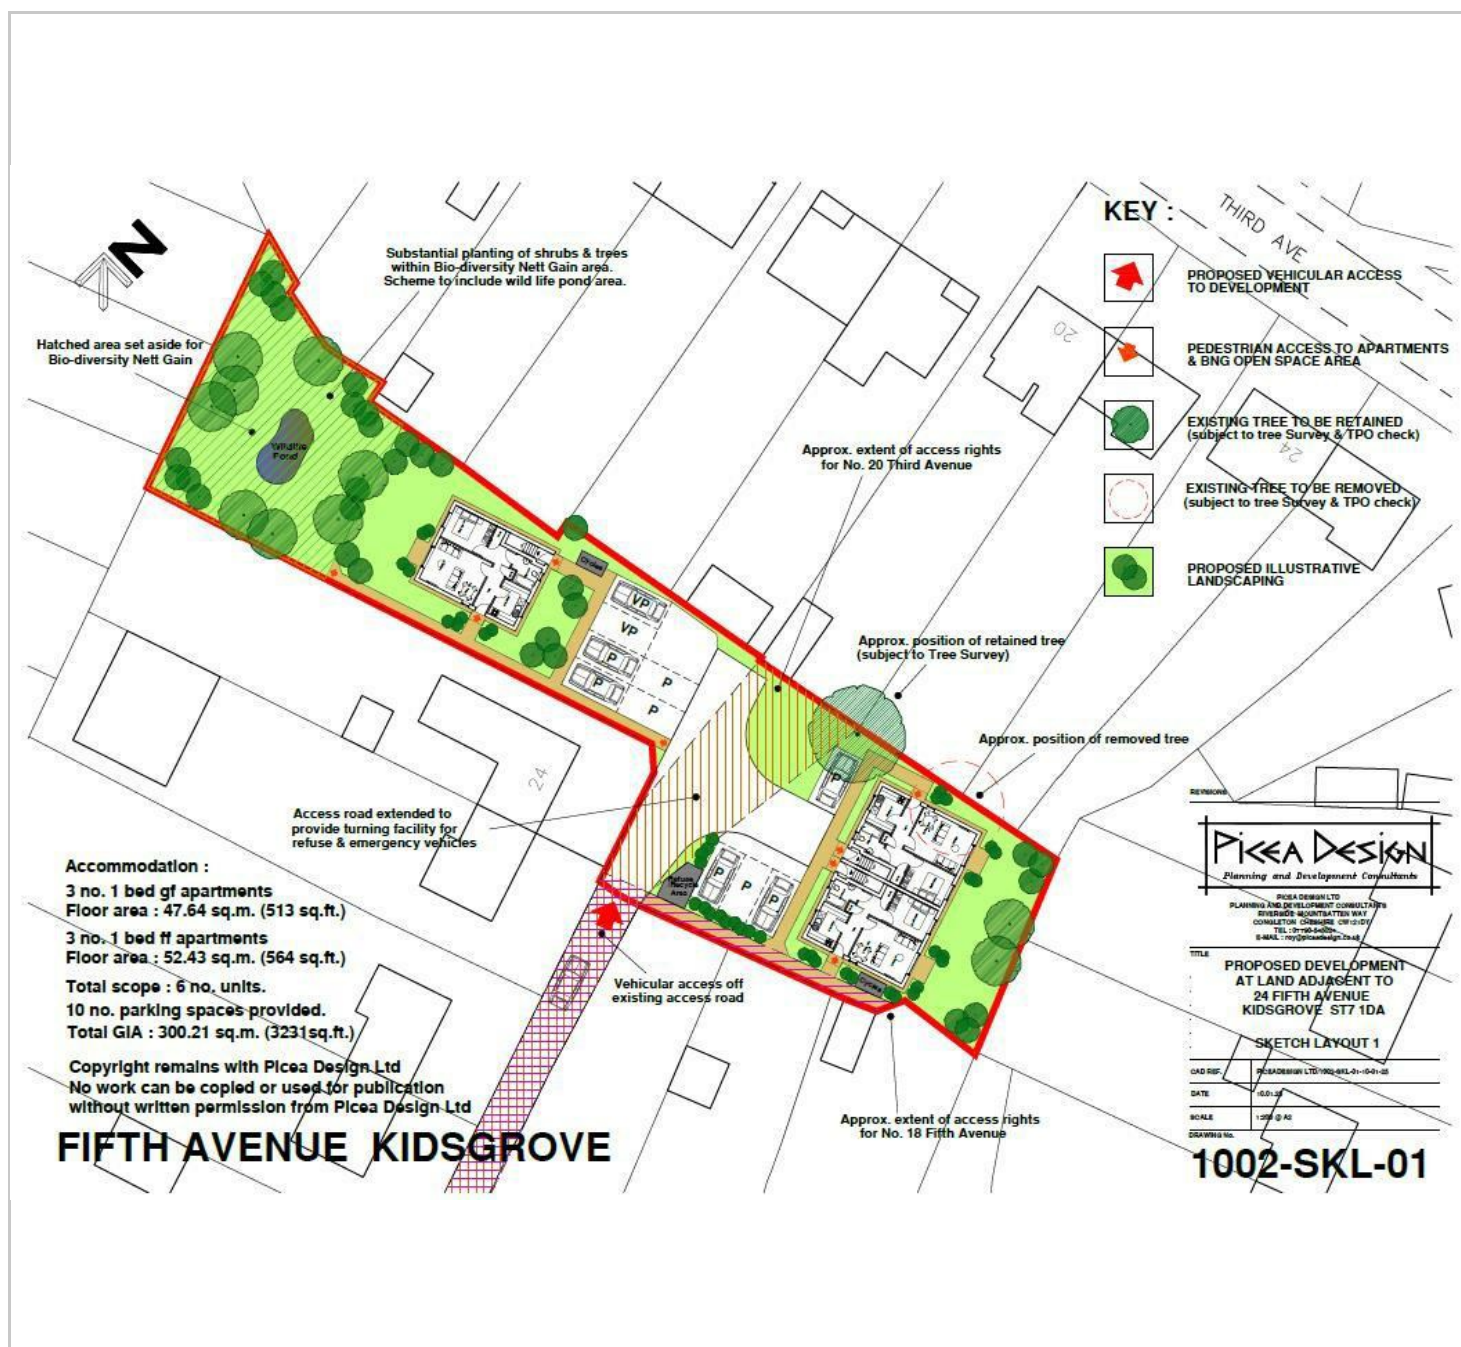 N
Substantial planting of shrubs & trees
within Bio-diversity Nett Gain area.
Scheme to include wild life pond area.
Hatched area set aside for
Bio-diversity Nett Gain
Wildlife
Pond
Cycles
VP
VP
P
P
P
P
Approx. extent of access rights
for No. 20 Third Avenue
Approx. position of retained tree
(subject to Tree Survey)
Approx. position of removed tree
P
P
P
P
Refuse
/Recycle
Area
Cycles
24
Access road extended to
provide turning facility for
refuse & emergency vehicles
Vehicular access off
existing access road
Approx. extent of access rights
for No. 18 Fifth Avenue
THIRD AVE
20
24
KEY :
PROPOSED VEHICULAR ACCESS
TO DEVELOPMENT
PEDESTRIAN ACCESS TO APARTMENTS
& BNG OPEN SPACE AREA
EXISTING TREE TO BE RETAINED
(subject to tree Survey & TPO check)
EXISTING TREE TO BE REMOVED
(subject to tree Survey & TPO check)
PROPOSED ILLUSTRATIVE
LANDSCAPING
Accommodation :
3 no. 1 bed gf apartments
Floor area : 47.64 sq.m. (513 sq.ft.)
3 no. 1 bed ff apartments
Floor area : 52.43 sq.m. (564 sq.ft.)
Total scope : 6 no. units.
10 no. parking spaces provided.
Total GIA : 300.21 sq.m. (3231sq.ft.)
Copyright remains with Picea Design Ltd
No work can be copied or used for publication
without written permission from Picea Design Ltd
FIFTH AVENUE KIDSGROVE
REVISIONS
PICEA DESIGN
Planning and Development Consultants
PICEA DESIGN LTD
PLANNING AND DEVELOPMENT CONSULTANTS
RIVERSIDE MOUNTBATTEN WAY
CONGLETON CHESHIRE CW12 1DY
TITLE
PROPOSED DEVELOPMENT
AT LAND ADJACENT TO
24 FIFTH AVENUE
KIDSGROVE ST7 1DA
SKETCH LAYOUT 1
CAD REF.
DATE
SCALE
DRAWING No.
1002-SKL-01